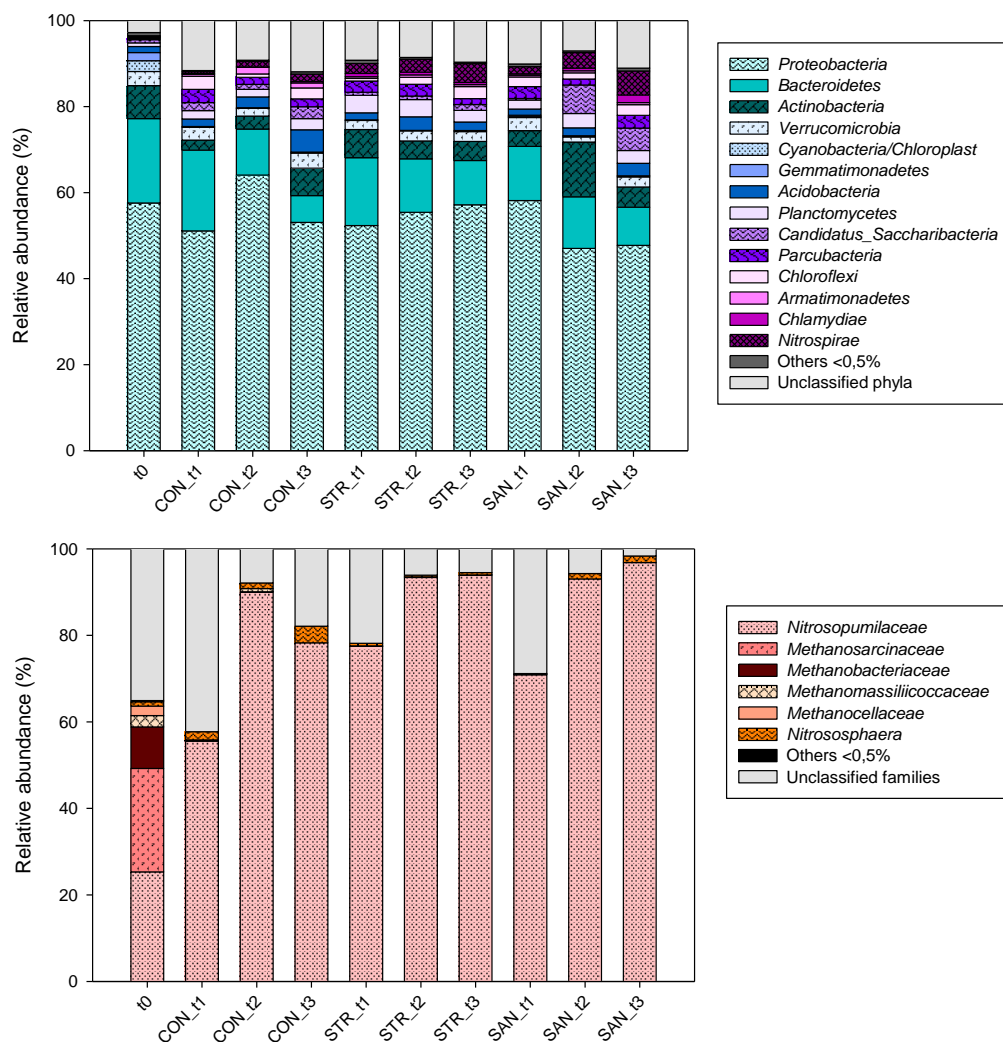 Relative abundance (%)
100
80
60
40
20
0
t0
CON_t1
CON_t2
CON_t3
STR_t1
STR_t2
STR_t3
SAN_t1
SAN_t2
SAN_t3
Proteobacteria
Bacteroidetes
Actinobacteria
Verrucomicrobia
Cyanobacteria/Chloroplast
Gemmatimonadetes
Acidobacteria
Planctomycetes
Candidatus_Saccharibacteria
Parcubacteria
Chloroflexi
Armatimonadetes
Chlamydiae
Nitrospirae
Others <0,5%
Unclassified phyla
Relative abundance (%)
100
80
60
40
20
0
t0
CON_t1
CON_t2
CON_t3
STR_t1
STR_t2
STR_t3
SAN_t1
SAN_t2
SAN_t3
Nitrosopumilaceae
Methanosarcinaceae
Methanobacteriaceae
Methanomassiliicoccaceae
Methanocellaceae
Nitrososphaera
Others <0,5%
Unclassified families